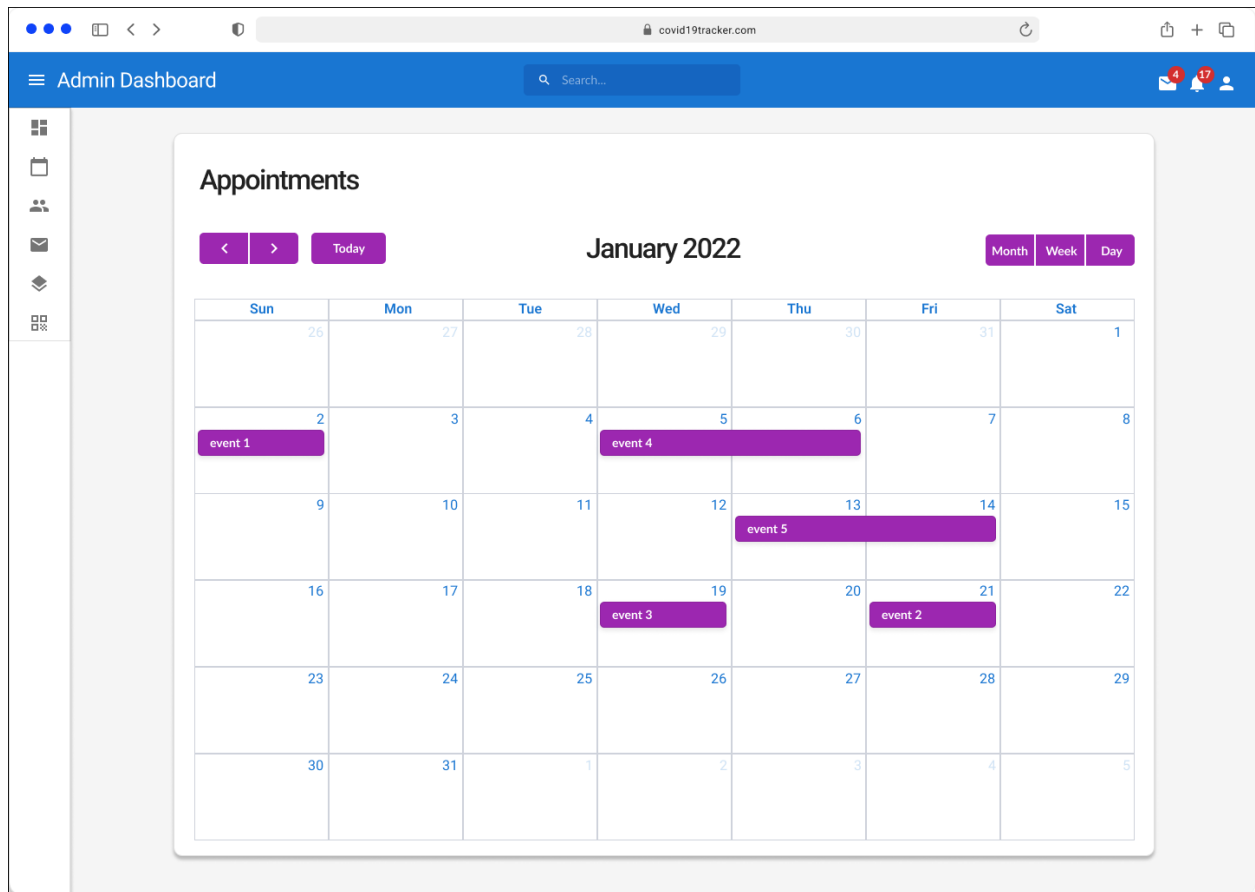 covid19tracker.com
Admin Dashboard Search... 4 17
Appointments
Today January 2022 Month Week Day
Sun Mon Tue Wed Thu Fri Sat
26 27 28 29 30 31 1
2 3 4 5 6 7 8
event 1 event 4
9 10 11 12 13 14 15
event 5
16 17 18 19 20 21 22
event 3 event 2
23 24 25 26 27 28 29
30 31 1 2 3 4 5